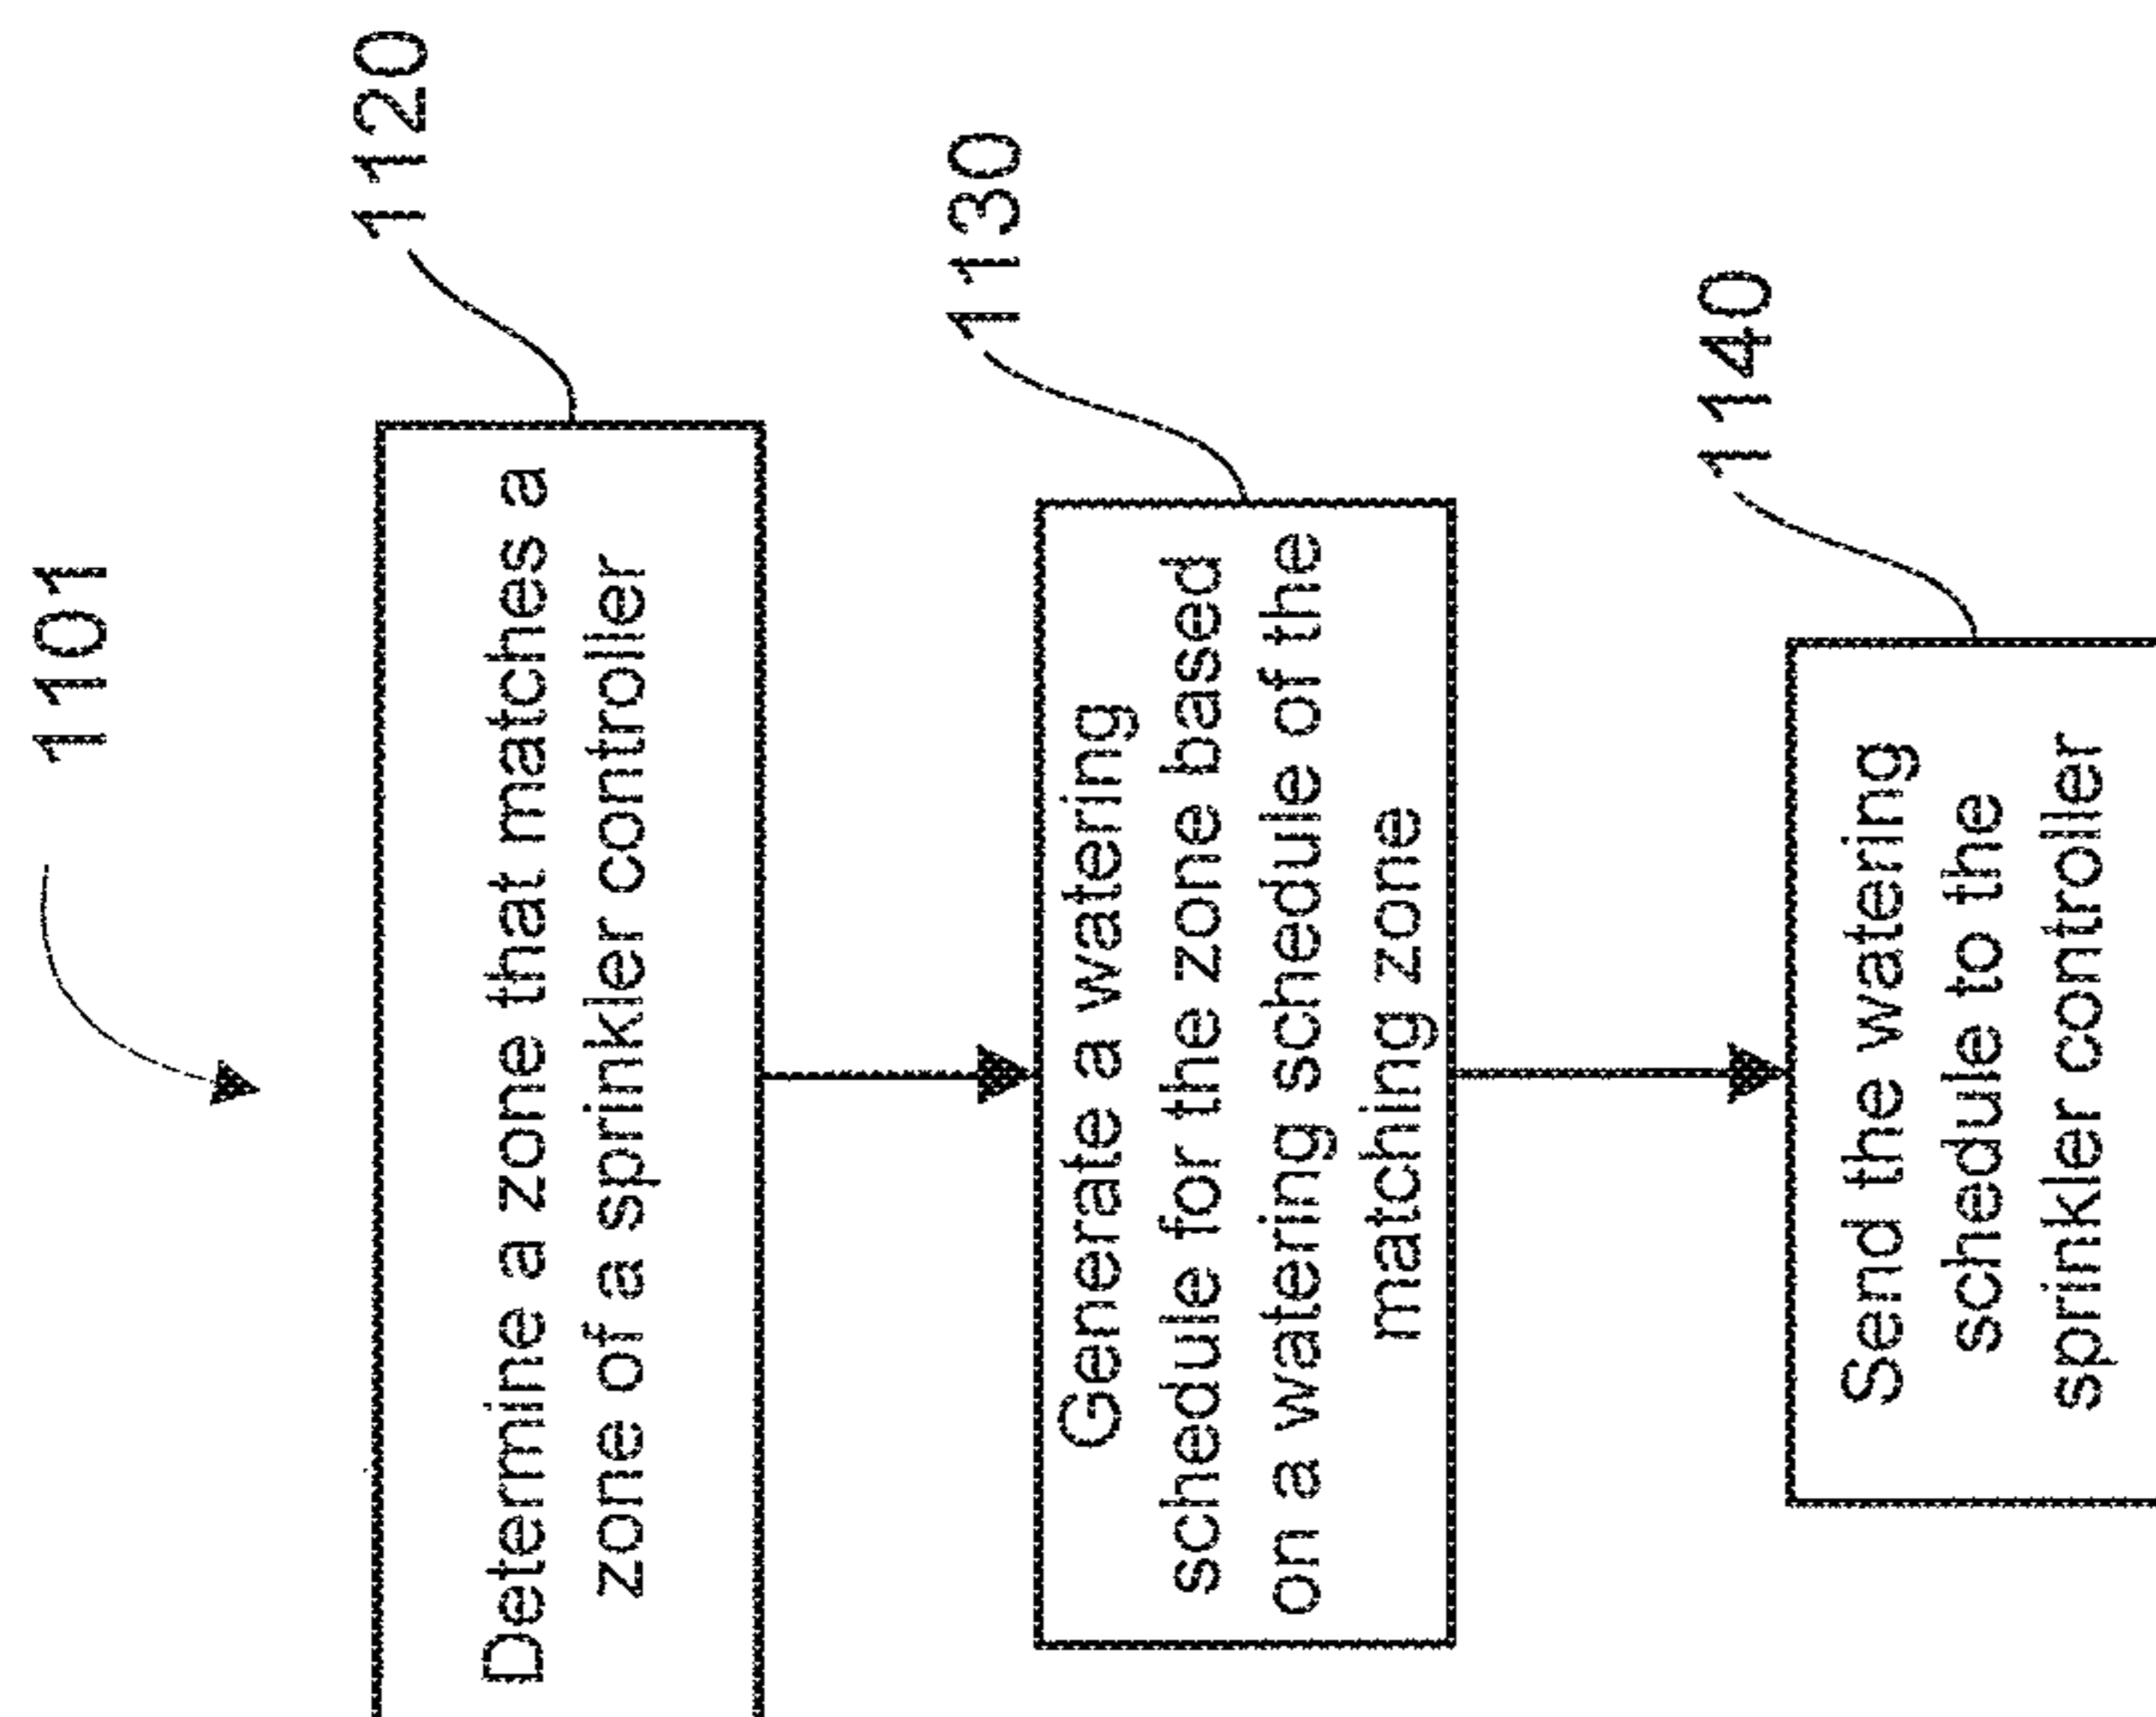 1101
1120
Determine a zone that matches a
zone of a sprinkler controller
1130
Generate a watering
schedule for the zone based
on a watering schedule of the
matching zone
1140
Send the watering
schedule to the
sprinkler controller